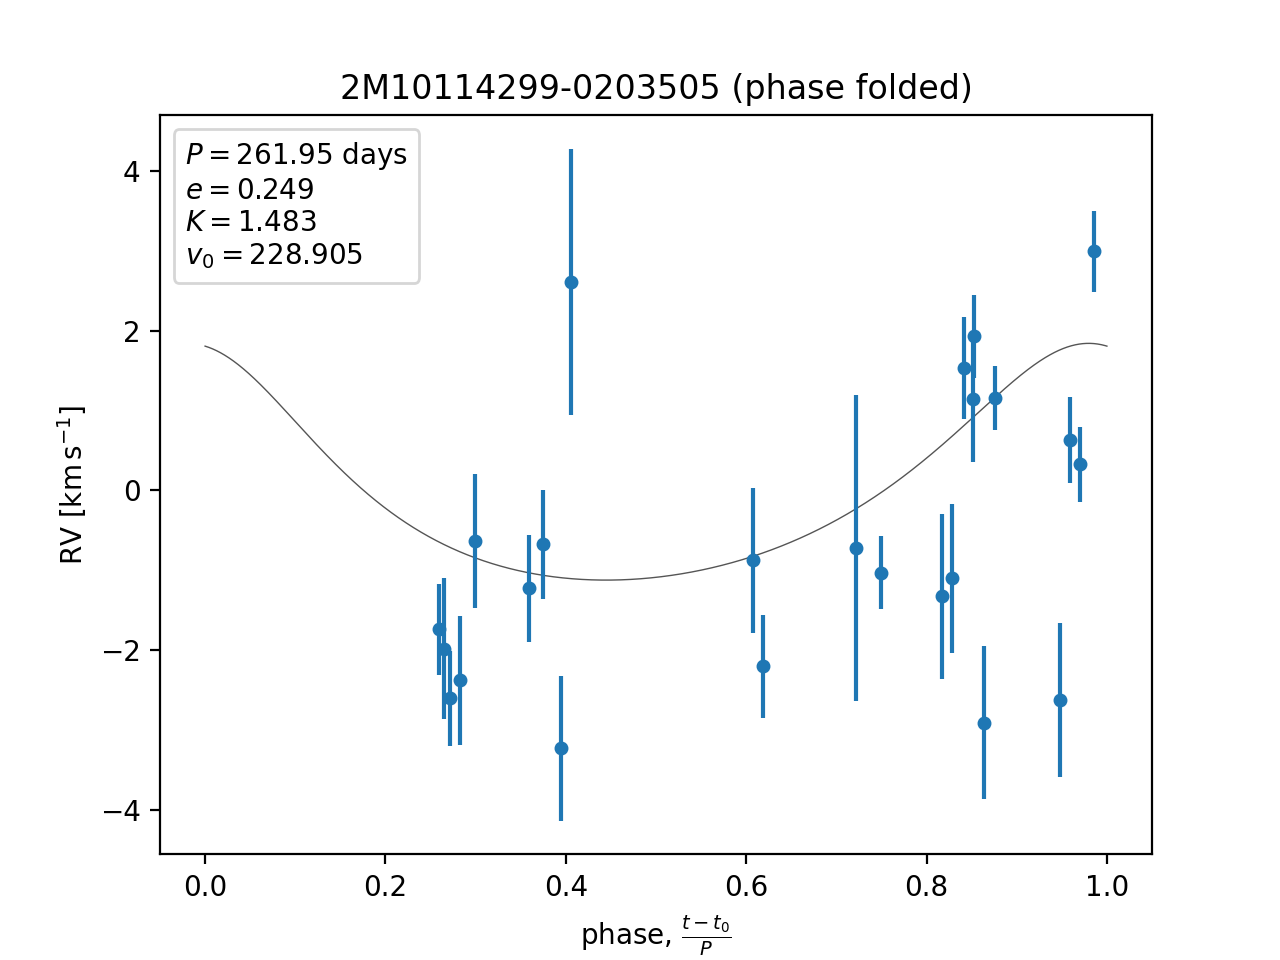 2M10114299-0203505 (phase folded)
P = 261.95 days
e = 0.249
K = 1.483
v₀ = 228.905
4
2
0
−2
−4
RV [km s⁻¹]
0.0 0.2 0.4 0.6 0.8 1.0
phase, (t − t₀)/P